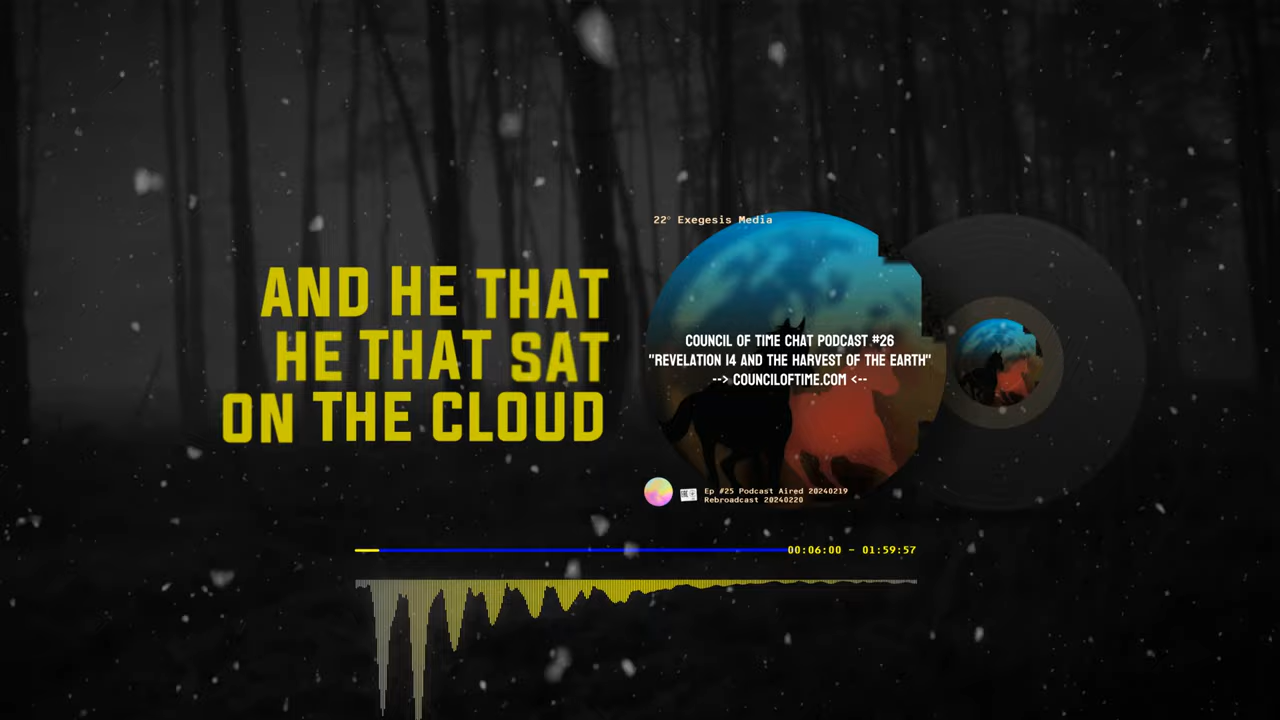 AND HE THAT
HE THAT SAT
ON THE CLOUD
22° Exegesis Media
COUNCIL OF TIME CHAT PODCAST #26
"REVELATION 14 AND THE HARVEST OF THE EARTH"
--> COUNCILOFTIME.COM <--
Ep #25 Podcast Aired 20240219
Rebroadcast 20240220
00:06:00 - 01:59:57